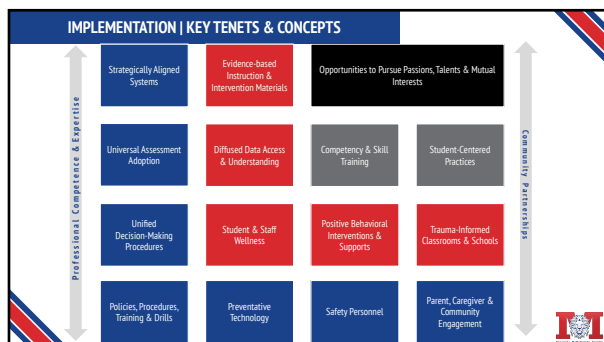 IMPLEMENTATION | KEY TENETS & CONCEPTS
Professional Competence & Expertise
Strategically Aligned
Systems
Evidence-based
Instruction &
Intervention Materials
Opportunities to Pursue Passions, Talents & Mutual
Interests
Universal Assessment
Adoption
Diffused Data Access
& Understanding
Competency & Skill
Training
Student-Centered
Practices
Unified
Decision-Making
Procedures
Student & Staff
Wellness
Positive Behavioral
Interventions &
Supports
Trauma-Informed
Classrooms & Schools
Policies, Procedures,
Training & Drills
Preventative
Technology
Safety Personnel
Parent, Caregiver &
Community
Engagement
Community Partnerships